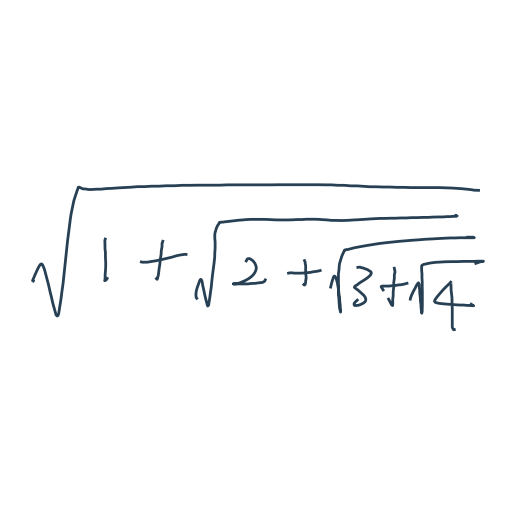 √(1 + √(2 + √(3 + √4)))